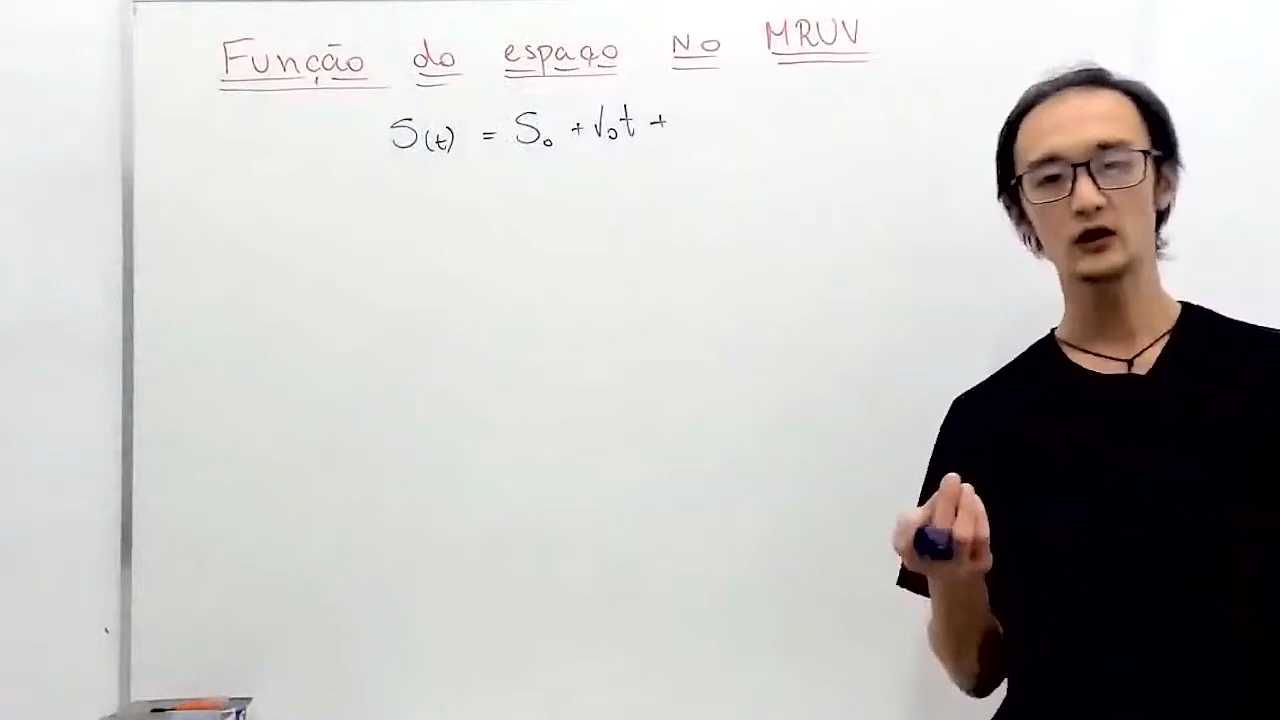 Função do espaço no MRUV
S(t) = S₀ + V₀t +